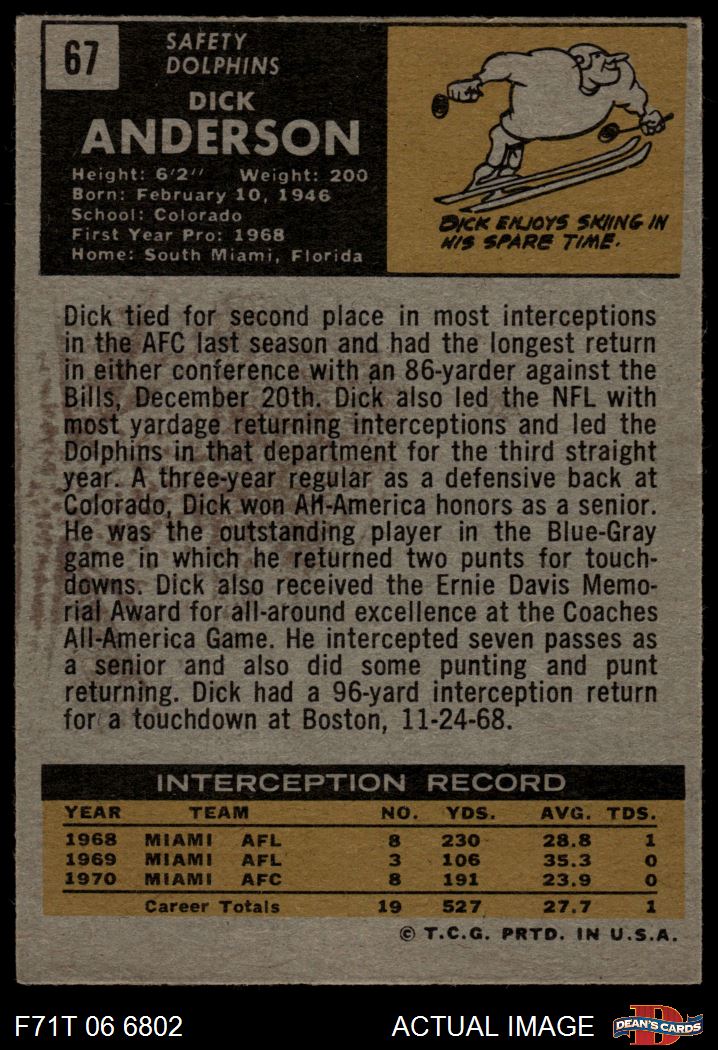 67
SAFETY
DOLPHINS
DICK
ANDERSON
Height: 6'2" Weight: 200
Born: February 10, 1946
School: Colorado
First Year Pro: 1968
Home: South Miami, Florida
DICK ENJOYS SKIING IN
HIS SPARE TIME.
Dick tied for second place in most interceptions
in the AFC last season and had the longest return
in either conference with an 86-yarder against the
Bills, December 20th. Dick also led the NFL with
most yardage returning interceptions and led the
Dolphins in that department for the third straight
year. A three-year regular as a defensive back at
Colorado, Dick won All-America honors as a senior.
He was the outstanding player in the Blue-Gray
game in which he returned two punts for touch-
downs. Dick also received the Ernie Davis Memo-
rial Award for all-around excellence at the Coaches
All-America Game. He intercepted seven passes as
a senior and also did some punting and punt
returning. Dick had a 96-yard interception return
for a touchdown at Boston, 11-24-68.
INTERCEPTION RECORD
YEAR TEAM NO. YDS. AVG. TDS.
1968 MIAMI AFL 8 230 28.8 1
1969 MIAMI AFL 3 106 35.3 0
1970 MIAMI AFC 8 191 23.9 0
Career Totals 19 527 27.7 1
© T.C.G. PRTD. IN U.S.A.
F71T 06 6802 ACTUAL IMAGE D DEAN'S CARDS